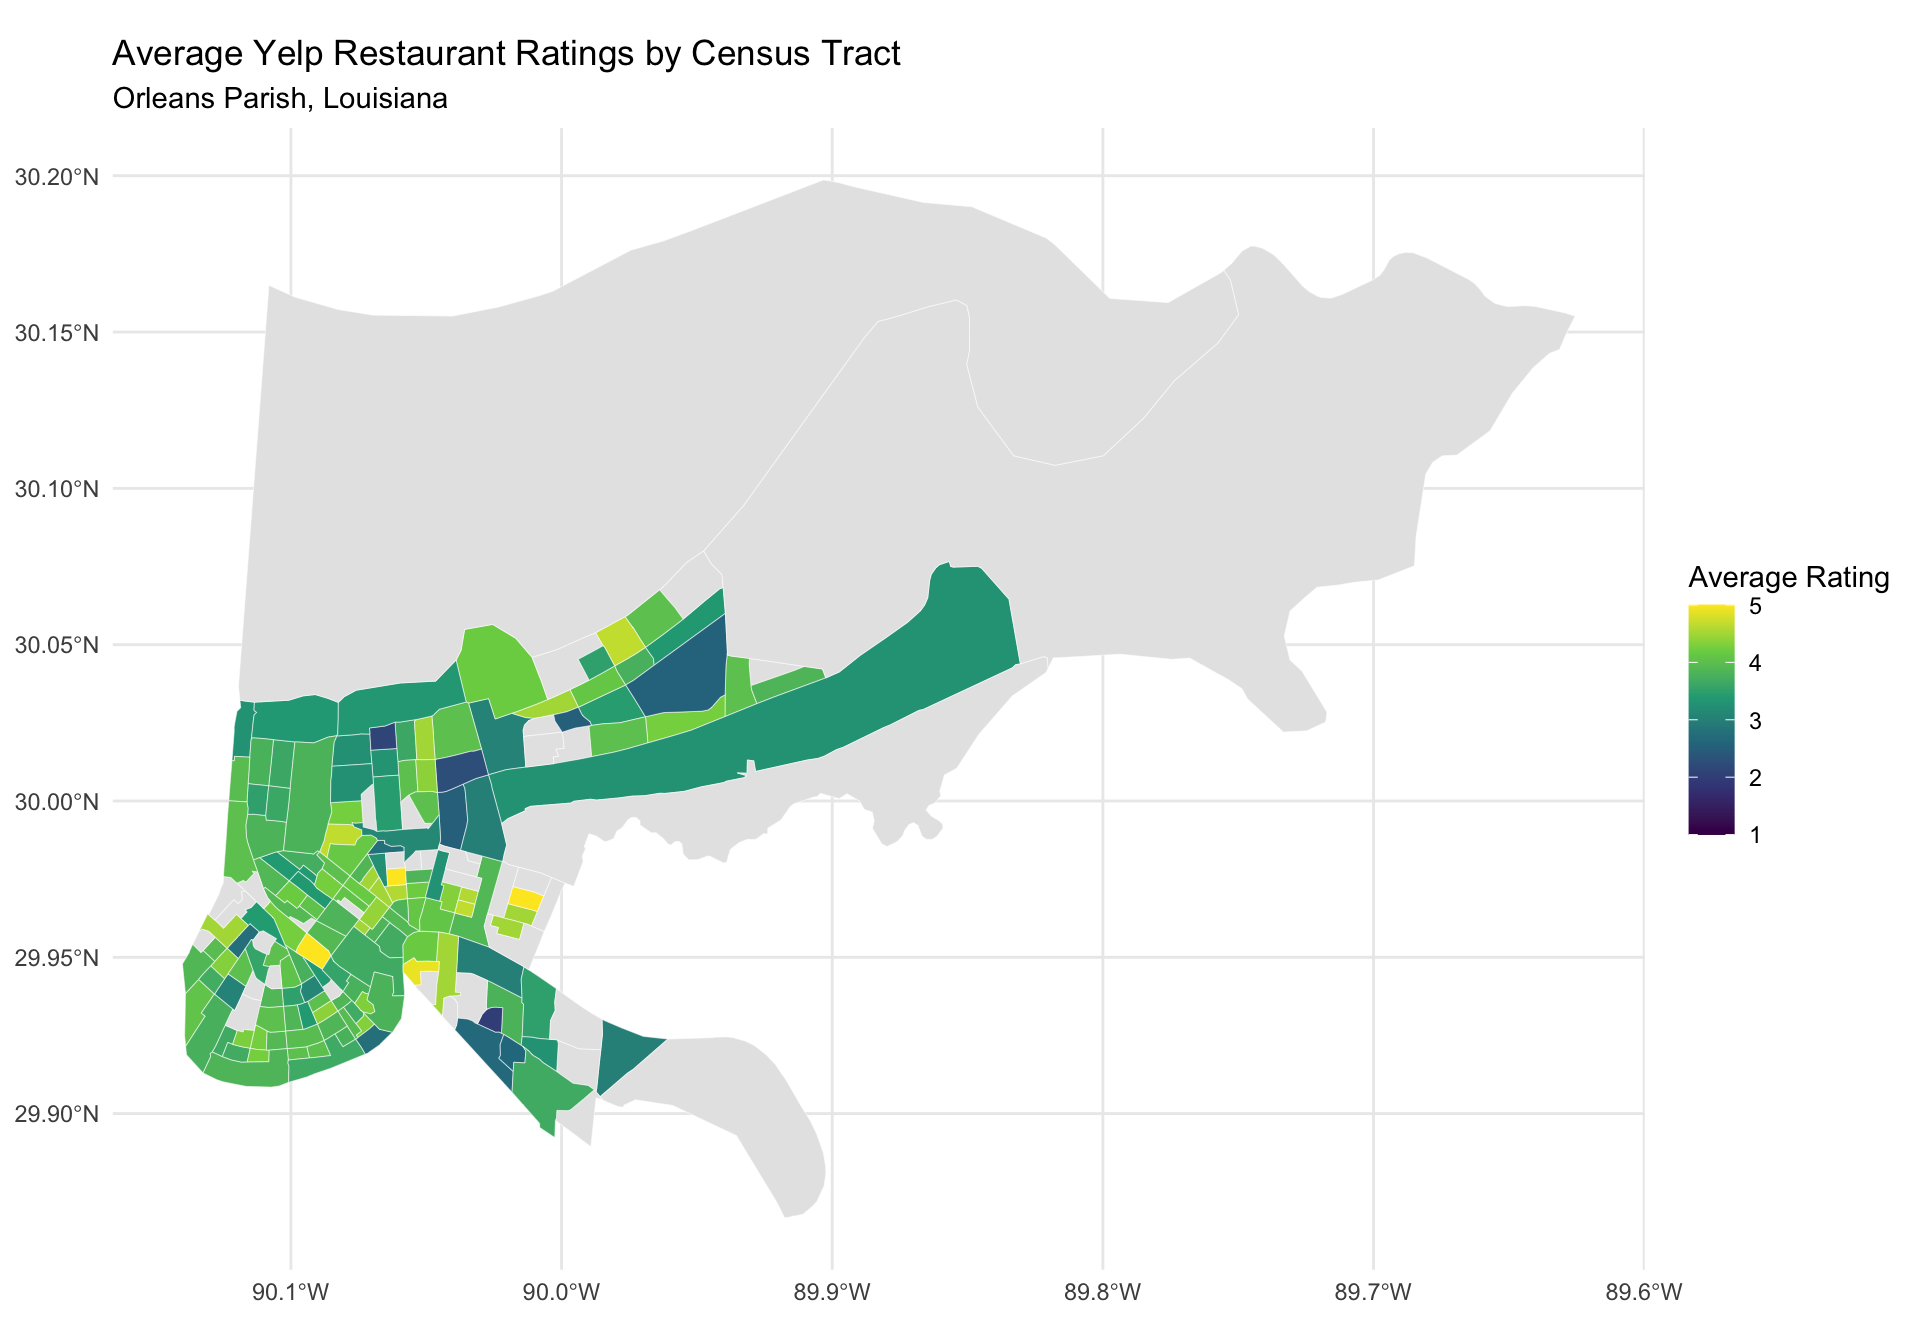 Average Yelp Restaurant Ratings by Census Tract
Orleans Parish, Louisiana
30.20°N
30.15°N
30.10°N
30.05°N
30.00°N
29.95°N
29.90°N
90.1°W
90.0°W
89.9°W
89.8°W
89.7°W
89.6°W
Average Rating
5
4
3
2
1